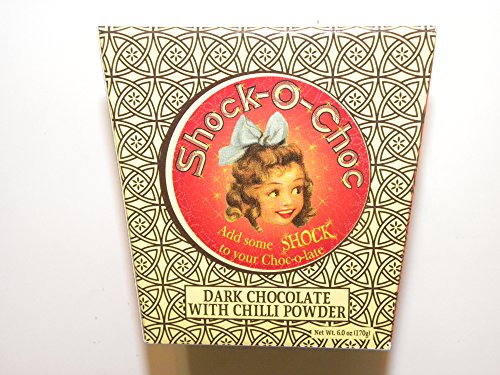 Shock-O-Choc
Add some SHOCK
to your Choc-o-late
DARK CHOCOLATE
WITH CHILLI POWDER
Net Wt. 6.0 oz (170g)